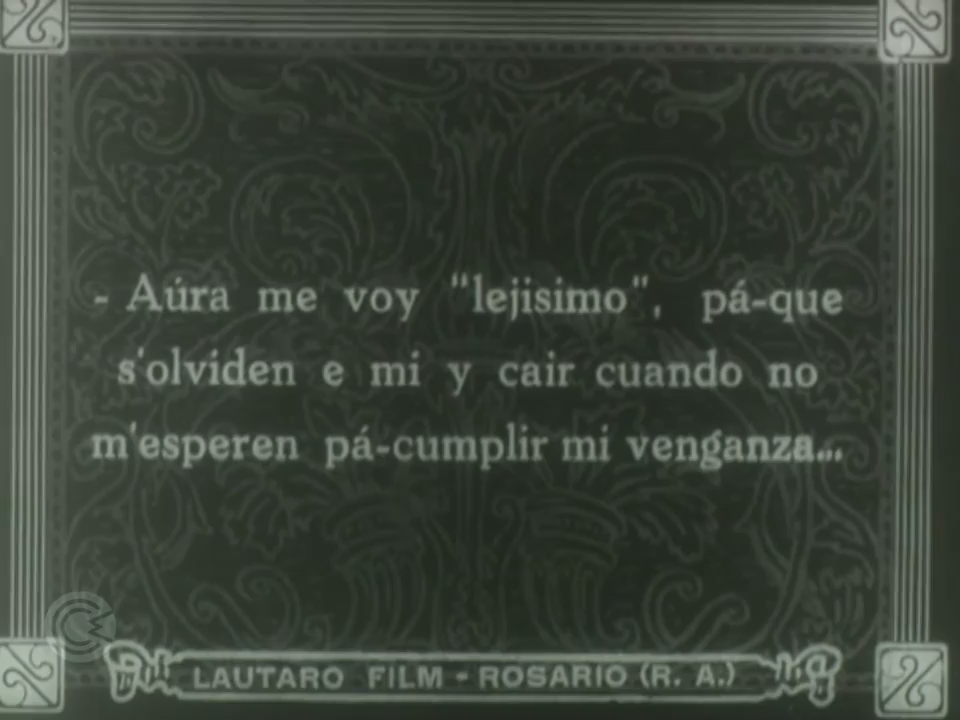 - Aúra me voy "lejisimo", pá-que
s'olviden e mi y cair cuando no
m'esperen pá-cumplir mi venganza...
LAUTARO FILM - ROSARIO (R. A.)